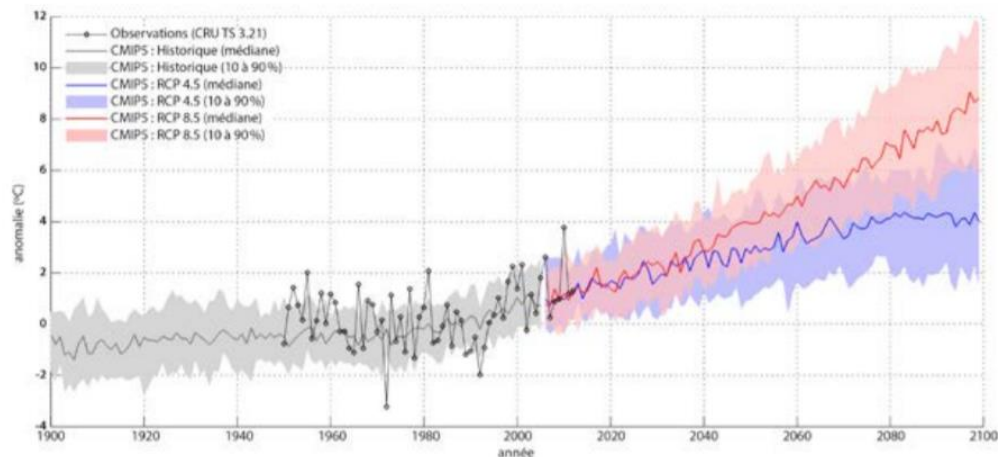 12
10
8
6
4
2
0
-2
-4
anomalie (°C)
Observations (CRU TS 3.21)
CMIP5 : Historique (médiane)
CMIP5 : Historique (10 à 90 %)
CMIP5 : RCP 4.5 (médiane)
CMIP5 : RCP 4.5 (10 à 90 %)
CMIP5 : RCP 8.5 (médiane)
CMIP5 : RCP 8.5 (10 à 90 %)
1900 1920 1940 1960 1980 2000 2020 2040 2060 2080 2100
année